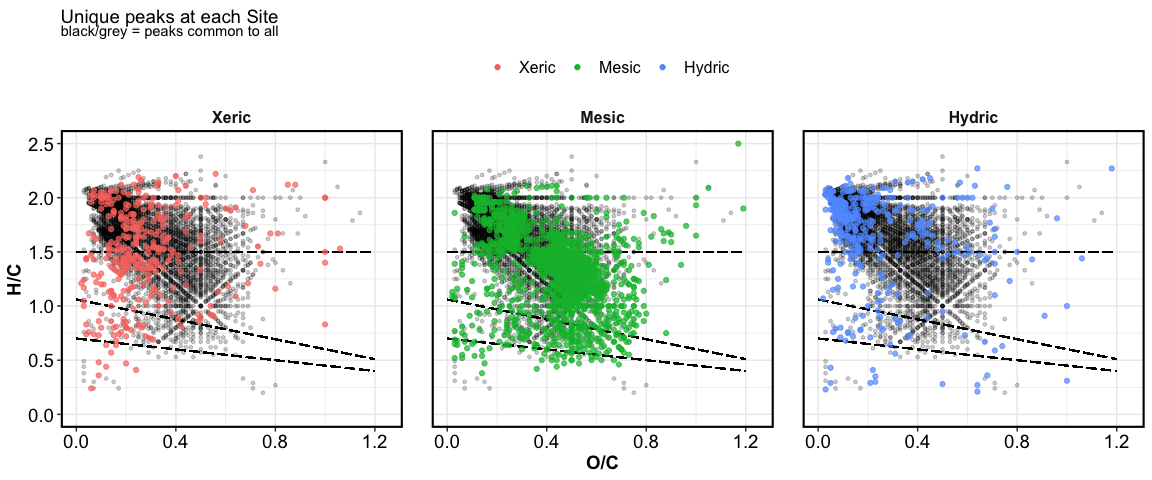 Unique peaks at each Site
black/grey = peaks common to all
Xeric Mesic Hydric
Xeric Mesic Hydric
2.5
2.0
1.5
1.0
0.5
0.0
H/C
0.0 0.4 0.8 1.2 0.0 0.4 0.8 1.2 0.0 0.4 0.8 1.2
O/C